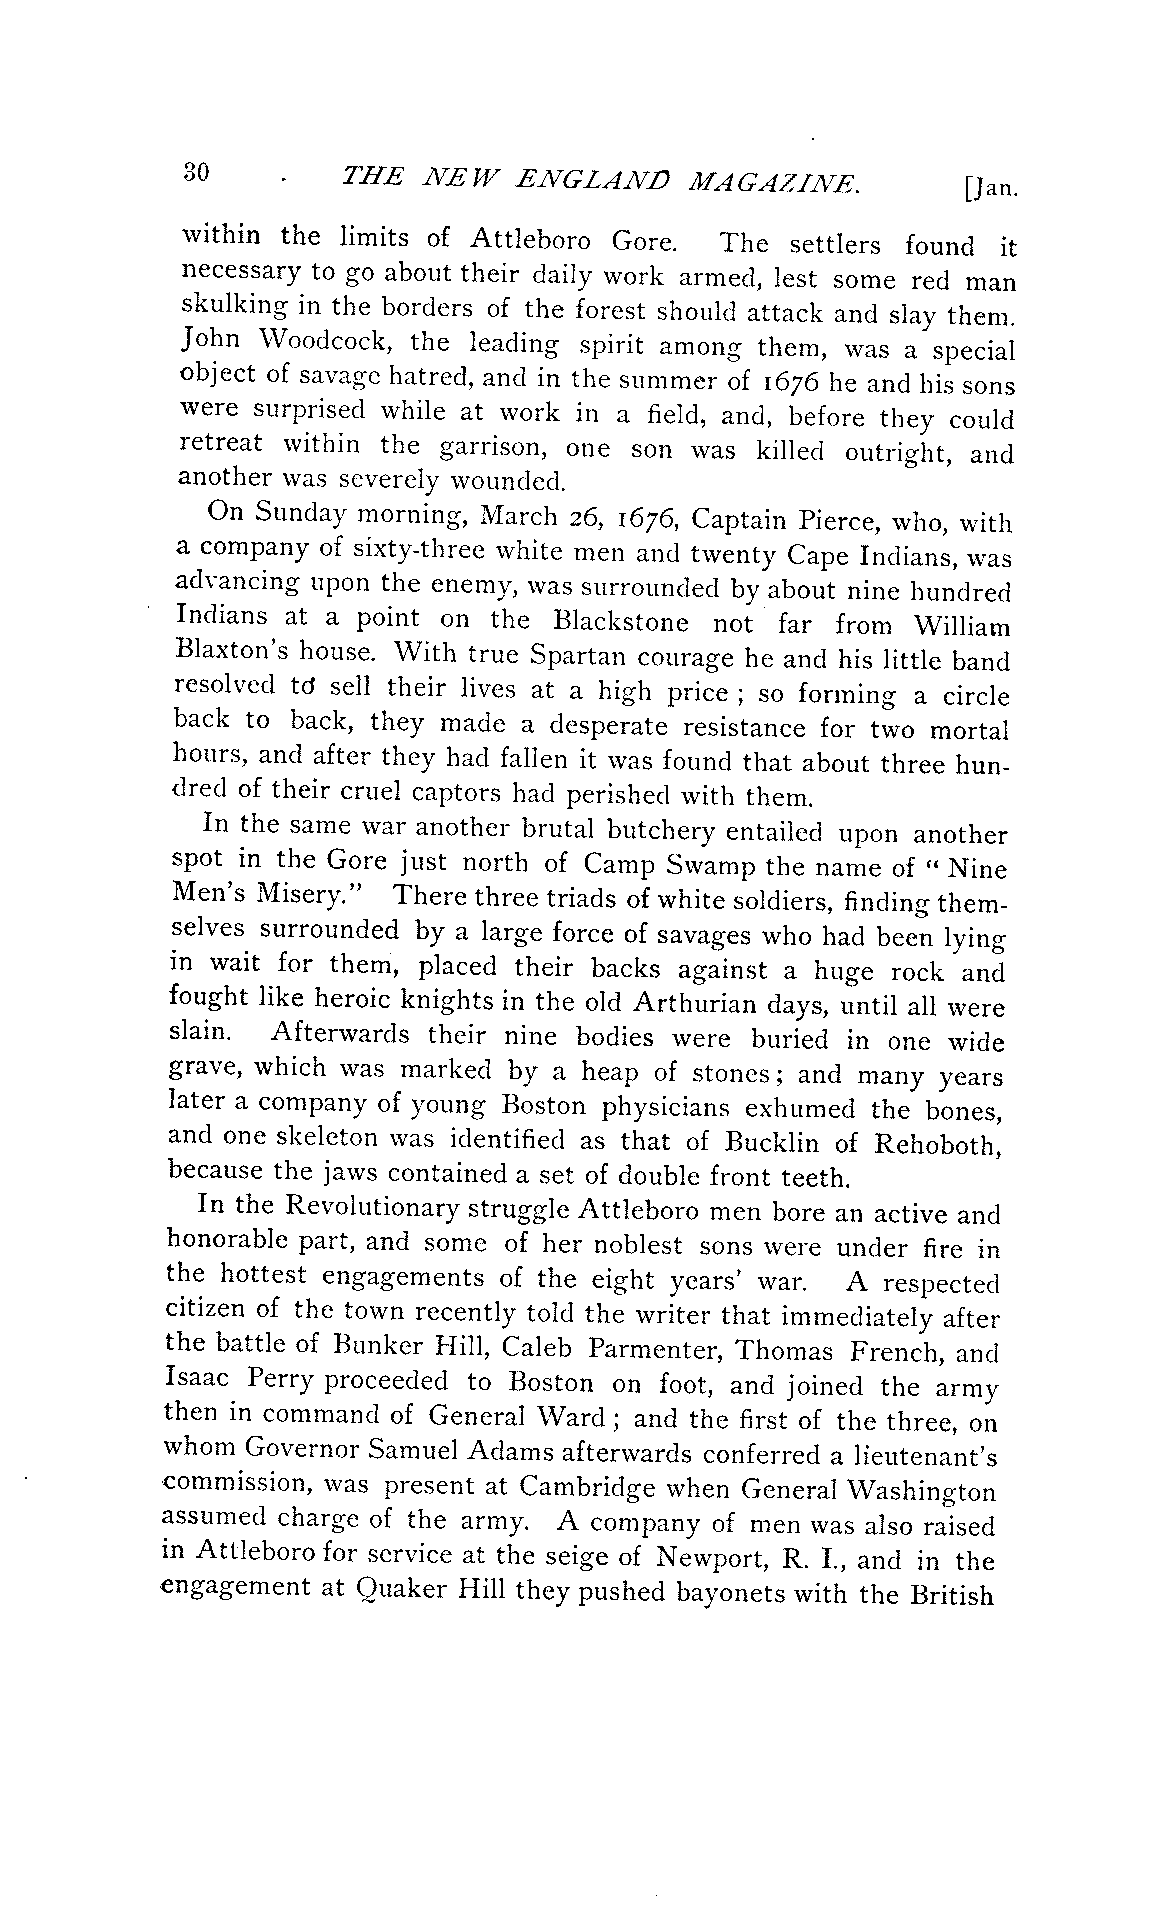 30 THE NEW ENGLAND MAGAZINE. [Jan.
within the limits of Attleboro Gore. The settlers found it
necessary to go about their daily work armed, lest some red man
skulking in the borders of the forest should attack and slay them.
John Woodcock, the leading spirit among them, was a special
object of savage hatred, and in the summer of 1676 he and his sons
were surprised while at work in a field, and, before they could
retreat within the garrison, one son was killed outright, and
another was severely wounded.
On Sunday morning, March 26, 1676, Captain Pierce, who, with
a company of sixty-three white men and twenty Cape Indians, was
advancing upon the enemy, was surrounded by about nine hundred
Indians at a point on the Blackstone not far from William
Blaxton's house. With true Spartan courage he and his little band
resolved to sell their lives at a high price ; so forming a circle
back to back, they made a desperate resistance for two mortal
hours, and after they had fallen it was found that about three hun-
dred of their cruel captors had perished with them.
In the same war another brutal butchery entailed upon another
spot in the Gore just north of Camp Swamp the name of " Nine
Men's Misery." There three triads of white soldiers, finding them-
selves surrounded by a large force of savages who had been lying
in wait for them, placed their backs against a huge rock and
fought like heroic knights in the old Arthurian days, until all were
slain. Afterwards their nine bodies were buried in one wide
grave, which was marked by a heap of stones ; and many years
later a company of young Boston physicians exhumed the bones,
and one skeleton was identified as that of Bucklin of Rehoboth,
because the jaws contained a set of double front teeth.
In the Revolutionary struggle Attleboro men bore an active and
honorable part, and some of her noblest sons were under fire in
the hottest engagements of the eight years' war. A respected
citizen of the town recently told the writer that immediately after
the battle of Bunker Hill, Caleb Parmenter, Thomas French, and
Isaac Perry proceeded to Boston on foot, and joined the army
then in command of General Ward ; and the first of the three, on
whom Governor Samuel Adams afterwards conferred a lieutenant's
commission, was present at Cambridge when General Washington
assumed charge of the army. A company of men was also raised
in Attleboro for service at the seige of Newport, R. I., and in the
engagement at Quaker Hill they pushed bayonets with the British